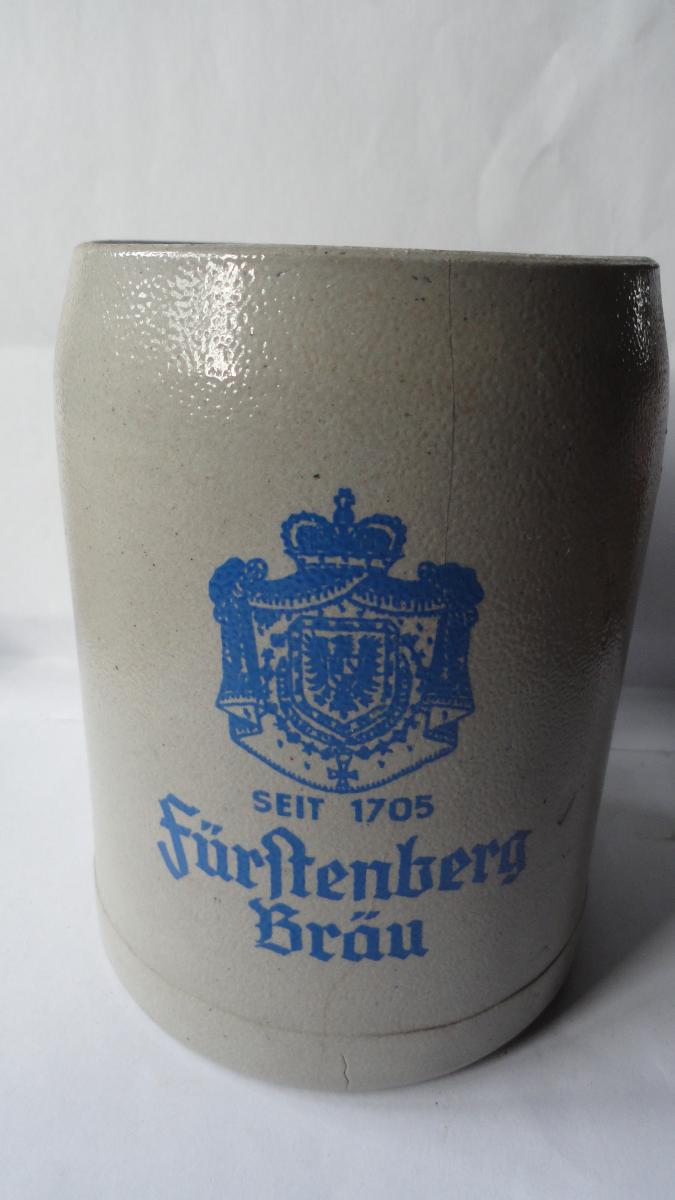 SEIT 1705
Fürstenberg
Bräu